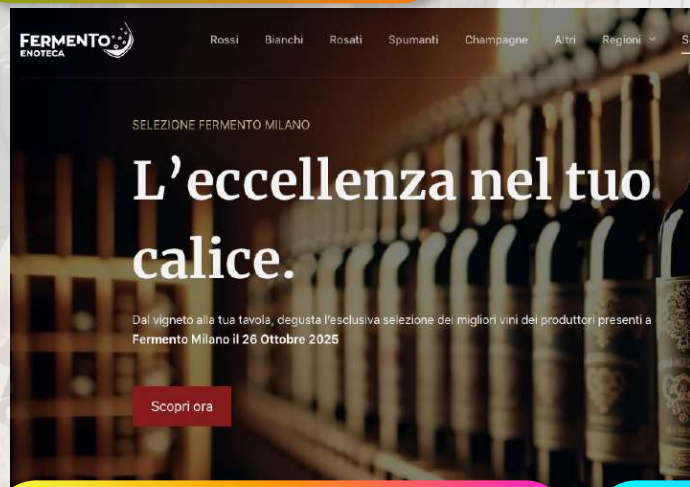 FERMENTO
ENOTECA
Rossi Bianchi Rosati Spumanti Champagne Altri Regioni
SELEZIONE FERMENTO MILANO
L’eccellenza nel tuo
calice.
Dal vigneto alla tua tavola, degusta l’esclusiva selezione dei migliori vini dei produttori presenti a
Fermento Milano il 26 Ottobre 2025
Scopri ora